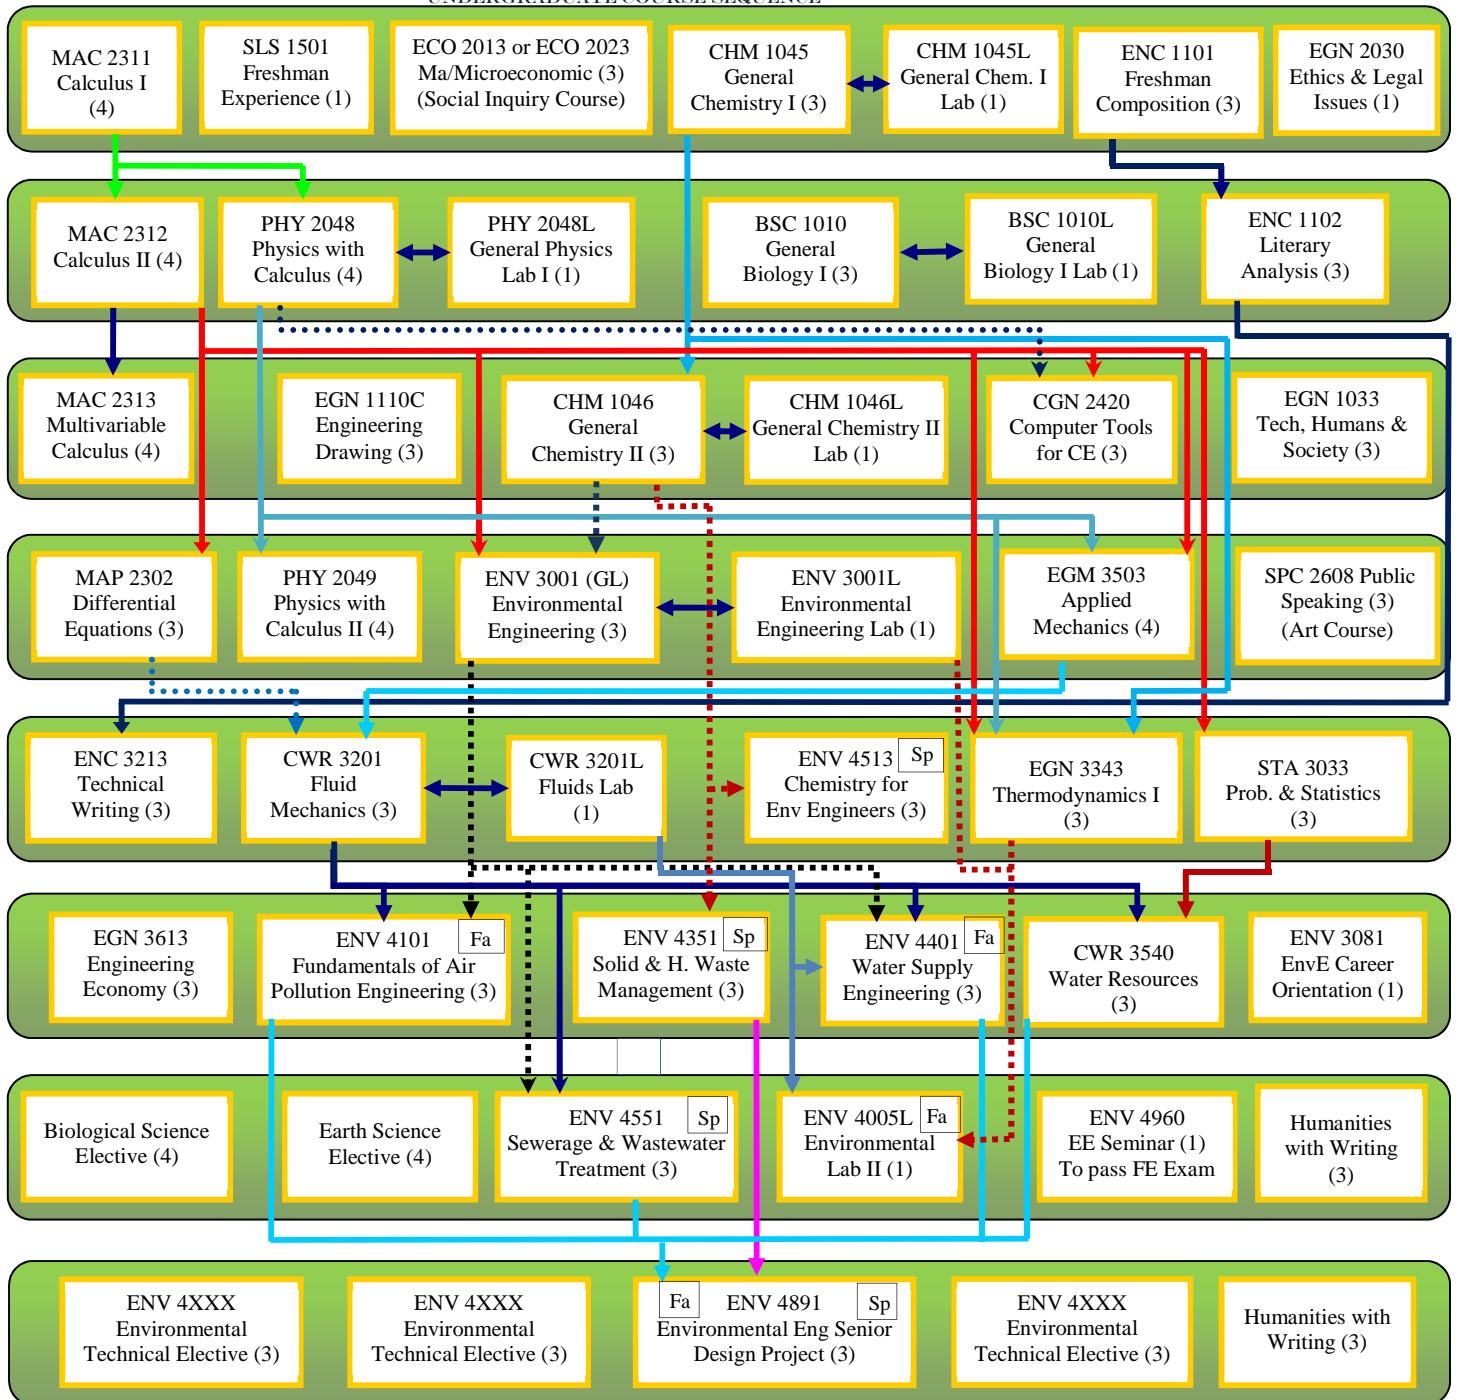 UNDERGRADUATE COURSE SEQUENCE
MAC 2311
Calculus I
(4)
SLS 1501
Freshman
Experience (1)
ECO 2013 or ECO 2023
Ma/Microeconomic (3)
(Social Inquiry Course)
CHM 1045
General
Chemistry I (3)
CHM 1045L
General Chem. I
Lab (1)
ENC 1101
Freshman
Composition (3)
EGN 2030
Ethics & Legal
Issues (1)
MAC 2312
Calculus II (4)
PHY 2048
Physics with
Calculus (4)
PHY 2048L
General Physics
Lab I (1)
BSC 1010
General
Biology I (3)
BSC 1010L
General
Biology I Lab (1)
ENC 1102
Literary
Analysis (3)
MAC 2313
Multivariable
Calculus (4)
EGN 1110C
Engineering
Drawing (3)
CHM 1046
General
Chemistry II (3)
CHM 1046L
General Chemistry II
Lab (1)
CGN 2420
Computer Tools
for CE (3)
EGN 1033
Tech, Humans &
Society (3)
MAP 2302
Differential
Equations (3)
PHY 2049
Physics with
Calculus II (4)
ENV 3001 (GL)
Environmental
Engineering (3)
ENV 3001L
Environmental
Engineering Lab (1)
EGM 3503
Applied
Mechanics (4)
SPC 2608 Public
Speaking (3)
(Art Course)
ENC 3213
Technical
Writing (3)
CWR 3201
Fluid
Mechanics (3)
CWR 3201L
Fluids Lab
(1)
ENV 4513
Sp
Chemistry for
Env Engineers (3)
EGN 3343
Thermodynamics I
(3)
STA 3033
Prob. & Statistics
(3)
EGN 3613
Engineering
Economy (3)
ENV 4101
Fa
Fundamentals of Air
Pollution Engineering (3)
ENV 4351
Sp
Solid & H. Waste
Management (3)
ENV 4401
Fa
Water Supply
Engineering (3)
CWR 3540
Water Resources
(3)
ENV 3081
EnvE Career
Orientation (1)
Biological Science
Elective (4)
Earth Science
Elective (4)
ENV 4551
Sp
Sewerage & Wastewater
Treatment (3)
ENV 4005L
Fa
Environmental
Lab II (1)
ENV 4960
EE Seminar (1)
To pass FE Exam
Humanities
with Writing
(3)
ENV 4XXX
Environmental
Technical Elective (3)
ENV 4XXX
Environmental
Technical Elective (3)
Fa
ENV 4891
Sp
Environmental Eng Senior
Design Project (3)
ENV 4XXX
Environmental
Technical Elective (3)
Humanities with
Writing (3)